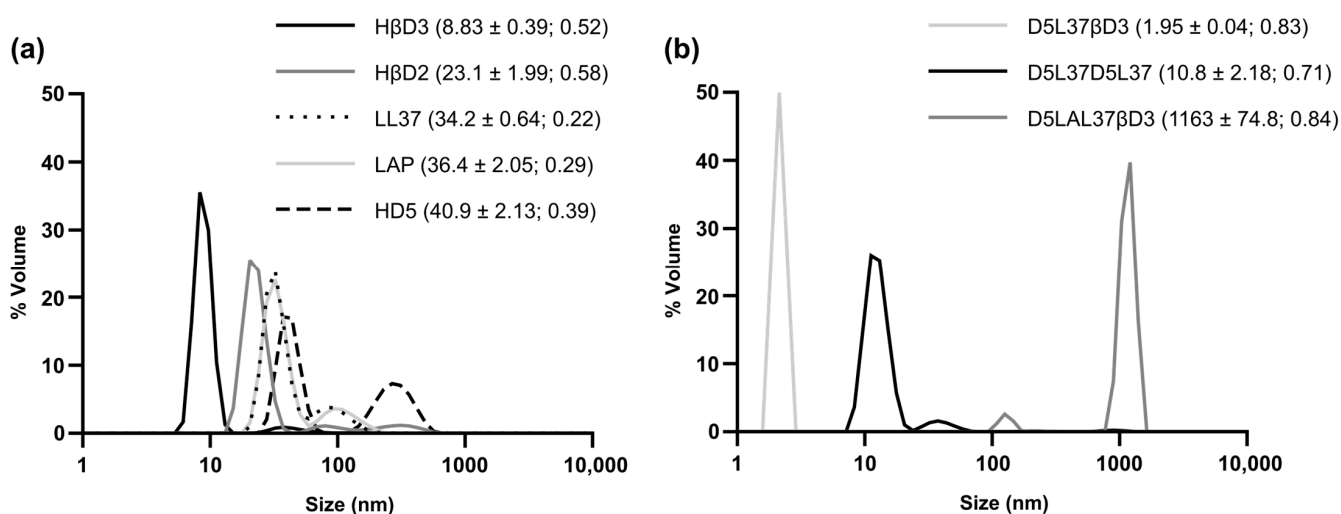 (a)
HβD3 (8.83 ± 0.39; 0.52)
HβD2 (23.1 ± 1.99; 0.58)
LL37 (34.2 ± 0.64; 0.22)
LAP (36.4 ± 2.05; 0.29)
HD5 (40.9 ± 2.13; 0.39)
% Volume
50
40
30
20
10
0
1
10
100
1000
10,000
Size (nm)
(b)
D5L37βD3 (1.95 ± 0.04; 0.83)
D5L37D5L37 (10.8 ± 2.18; 0.71)
D5LAL37βD3 (1163 ± 74.8; 0.84)
% Volume
50
40
30
20
10
0
1
10
100
1000
10,000
Size (nm)